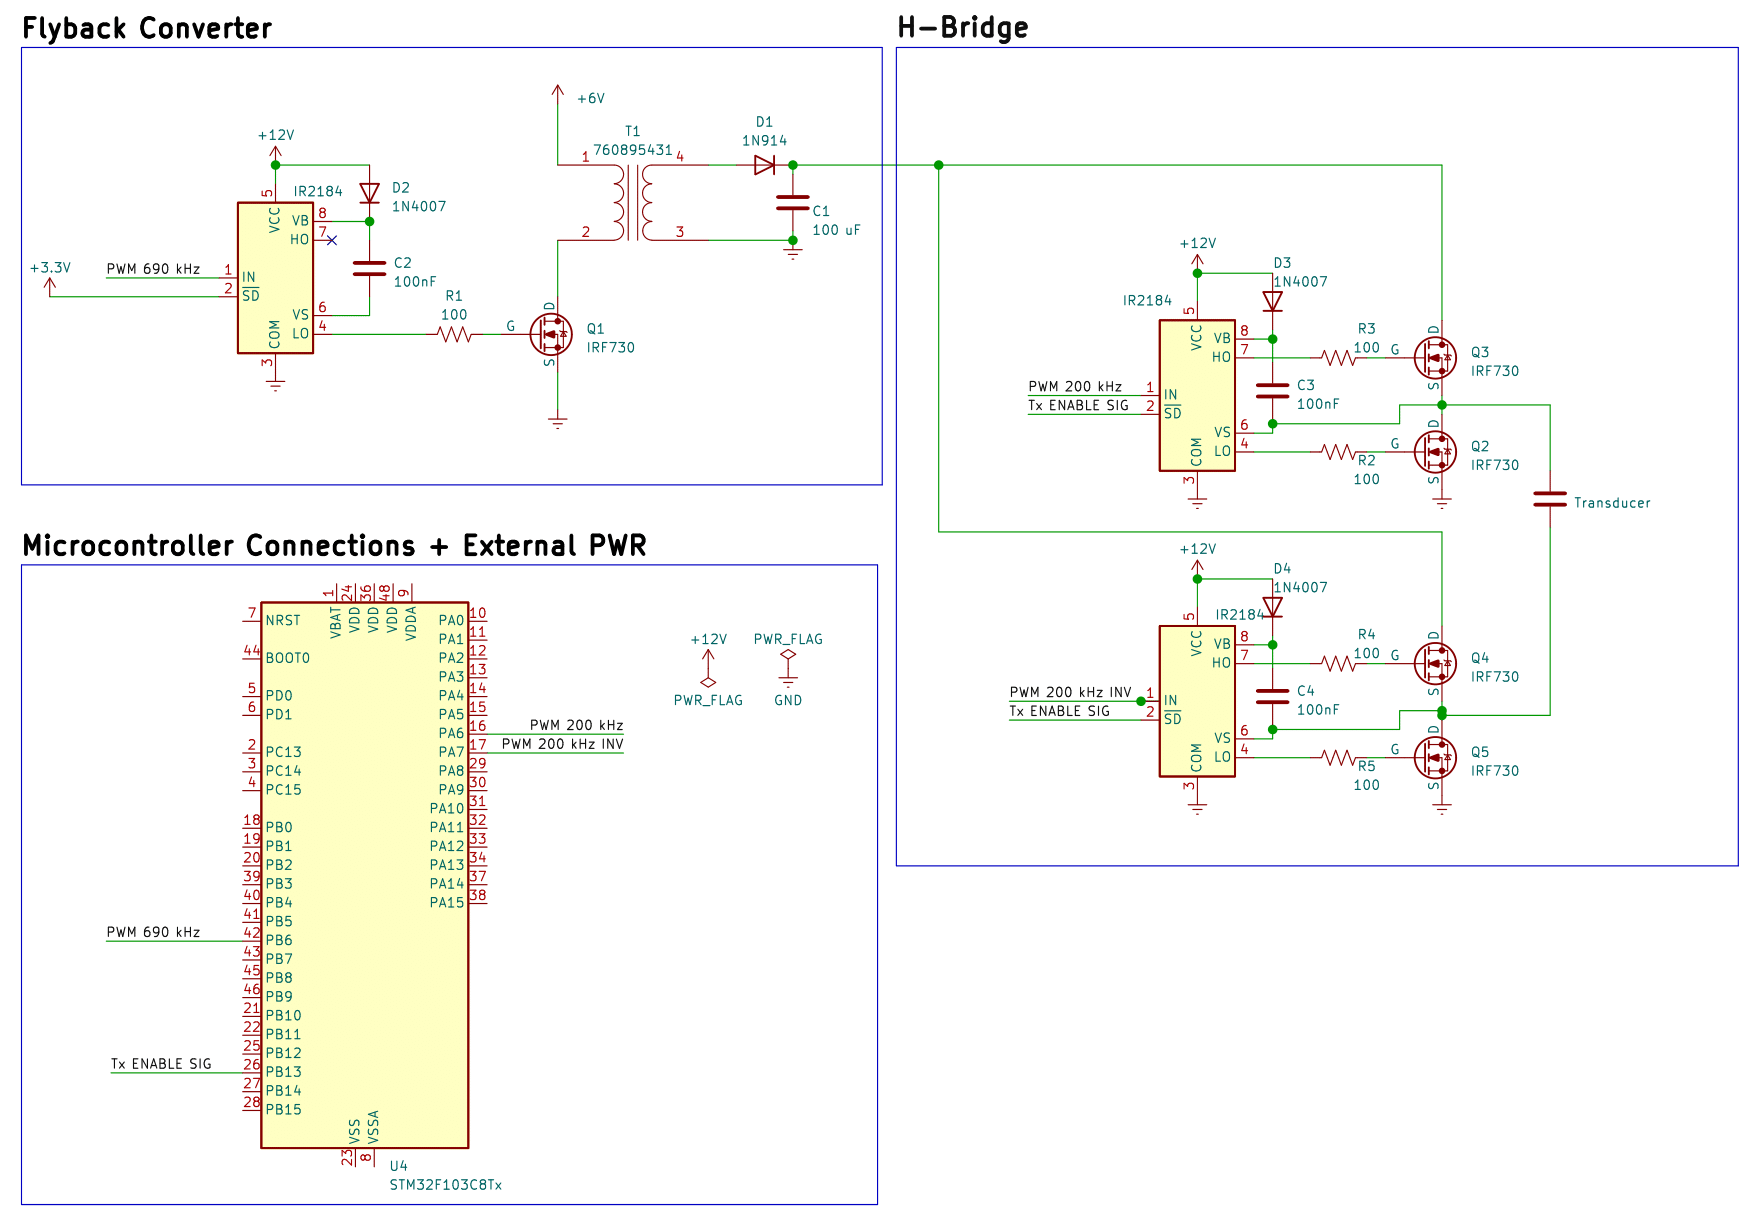 Flyback Converter
+6V
+12V
IR2184
5
VCC
VB
8
HO
7
D2
1N4007
C2
100nF
+3.3V
PWM 690 kHz
1
IN
2
SD
VS
6
LO
4
COM
3
R1
100
G
D
S
Q1
IRF730
T1
760895431
1
2
4
3
D1
1N914
C1
100 uF
H-Bridge
+12V
IR2184
5
VCC
VB
8
HO
7
D3
1N4007
C3
100nF
PWM 200 kHz
1
IN
Tx ENABLE SIG
2
SD
VS
6
LO
4
COM
3
R3
100
G
D
S
Q3
IRF730
R2
100
G
D
S
Q2
IRF730
Transducer
+12V
IR2184
5
VCC
VB
8
HO
7
D4
1N4007
C4
100nF
PWM 200 kHz INV
1
IN
Tx ENABLE SIG
2
SD
VS
6
LO
4
COM
3
R4
100
G
D
S
Q4
IRF730
R5
100
G
D
S
Q5
IRF730
Microcontroller Connections + External PWR
1
VBAT
24
VDD
36
VDD
48
VDD
9
VDDA
7
NRST
44
BOOT0
5
PD0
6
PD1
2
PC13
3
PC14
4
PC15
18
PB0
19
PB1
20
PB2
39
PB3
40
PB4
41
PB5
PWM 690 kHz
42
PB6
43
PB7
45
PB8
46
PB9
21
PB10
22
PB11
25
PB12
Tx ENABLE SIG
26
PB13
27
PB14
28
PB15
PA0
10
PA1
11
PA2
12
PA3
13
PA4
14
PA5
15
PA6
16
PWM 200 kHz
PA7
17
PWM 200 kHz INV
PA8
29
PA9
30
PA10
31
PA11
32
PA12
33
PA13
34
PA14
37
PA15
38
VSS
23
VSSA
8
U4
STM32F103C8Tx
+12V
PWR_FLAG
PWR_FLAG
GND